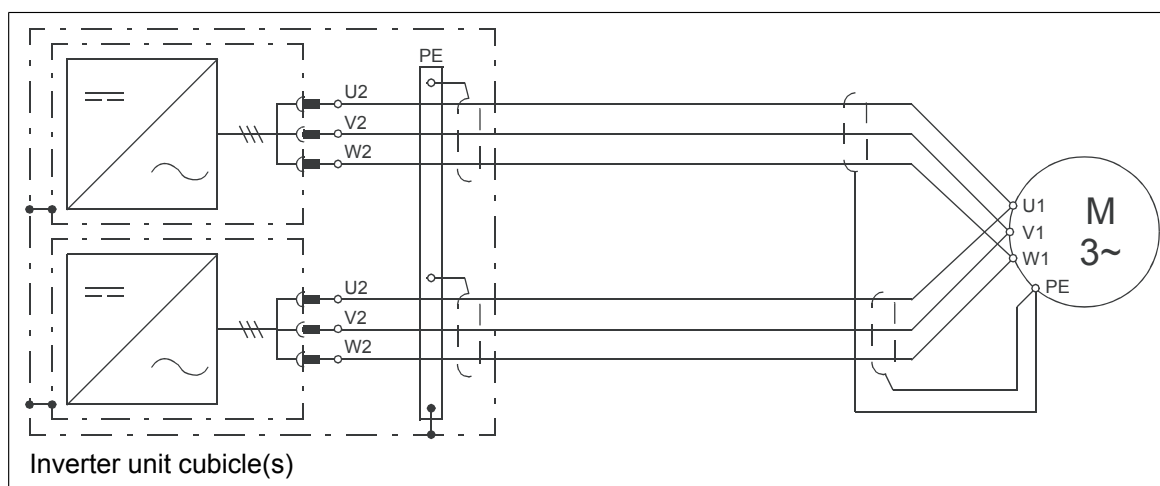 PE
U2
V2
W2
U1
V1
W1
PE
M
3~
U2
V2
W2
Inverter unit cubicle(s)